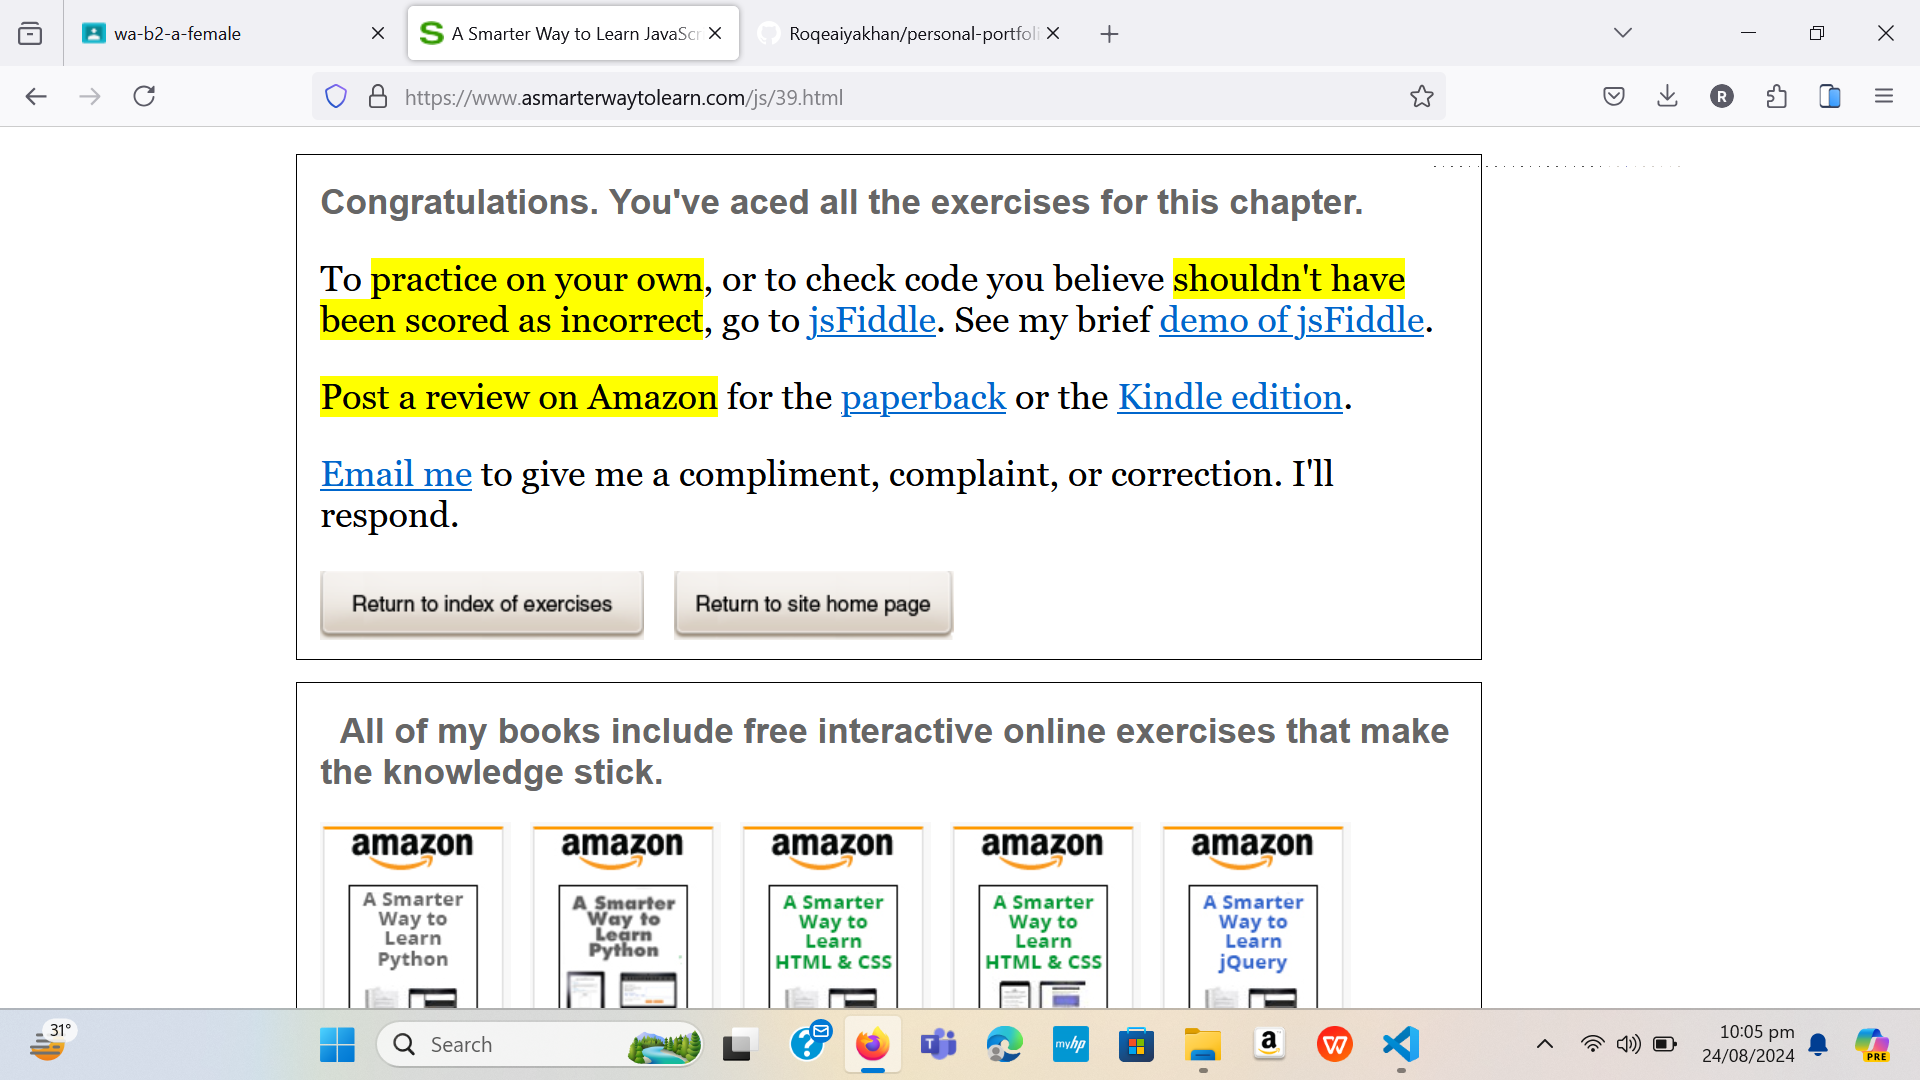 wa-b2-a-female
A Smarter Way to Learn JavaScr
Roqeaiyakhan/personal-portfoli
https://www.asmarterwaytolearn.com/js/39.html
R
Congratulations. You've aced all the exercises for this chapter.
To practice on your own, or to check code you believe shouldn't have
been scored as incorrect, go to jsFiddle. See my brief demo of jsFiddle.
Post a review on Amazon for the paperback or the Kindle edition.
Email me to give me a compliment, complaint, or correction. I'll
respond.
Return to index of exercises
Return to site home page
All of my books include free interactive online exercises that make
the knowledge stick.
amazon
A Smarter
Way to
Learn
Python
amazon
A Smarter
Way to
Learn
Python
amazon
A Smarter
Way to
Learn
HTML & CSS
amazon
A Smarter
Way to
Learn
HTML & CSS
amazon
A Smarter
Way to
Learn
jQuery
31°
Search
myhp
a
W
10:05 pm
24/08/2024
PRE